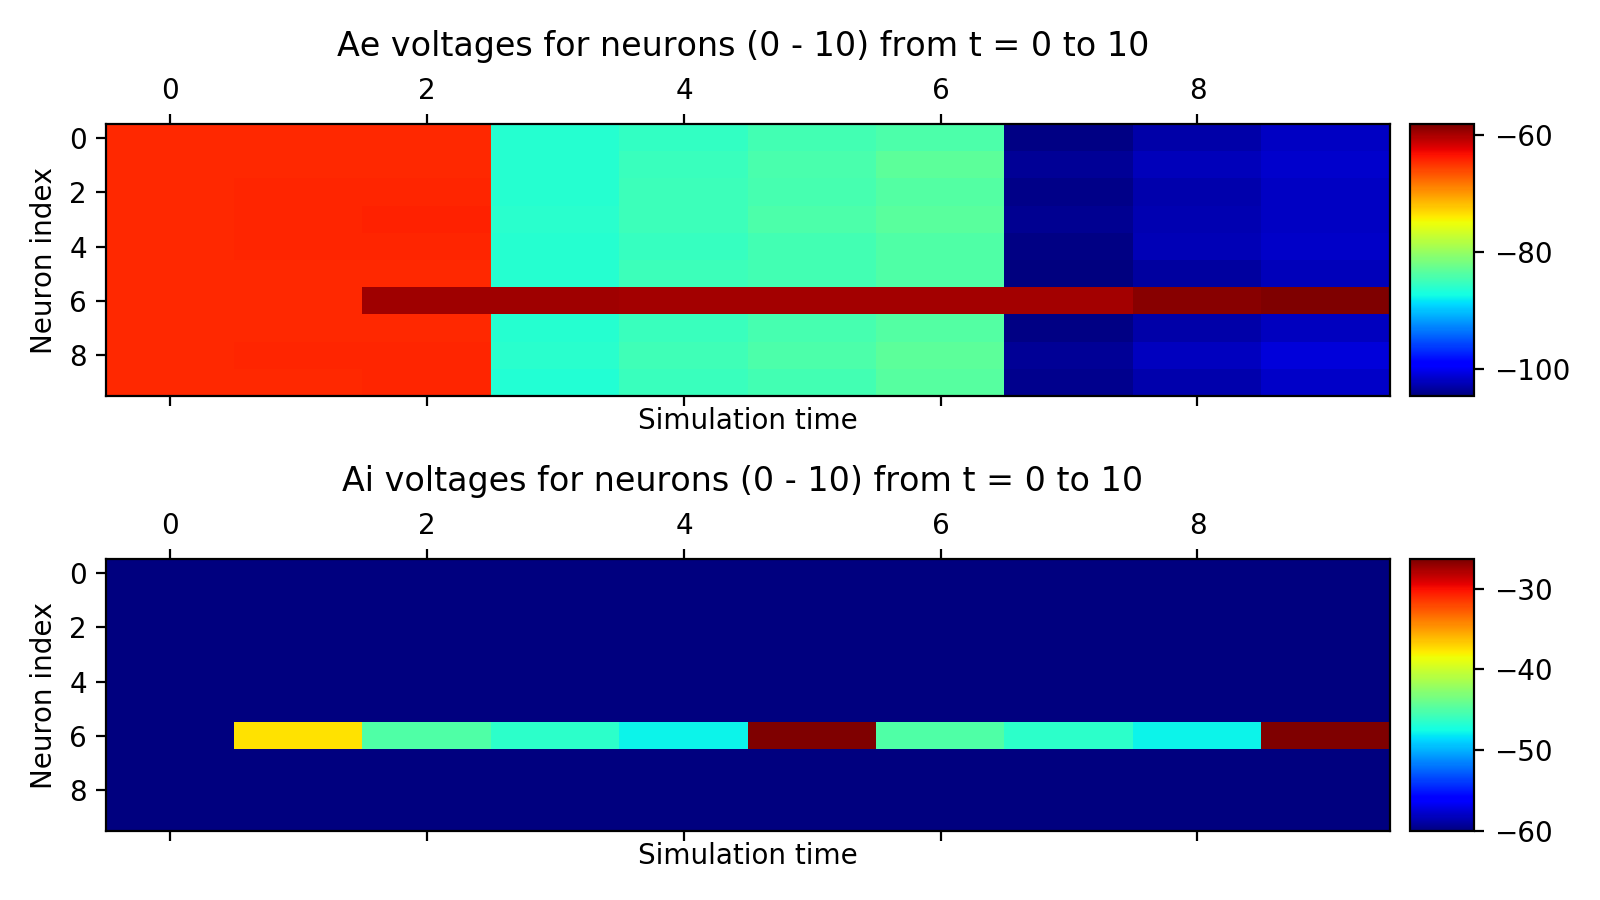 Ae voltages for neurons (0 - 10) from t = 0 to 10
0 2 4 6 8
Neuron index
0
2
4
6
8
−60
−80
−100
Simulation time
Ai voltages for neurons (0 - 10) from t = 0 to 10
0 2 4 6 8
Neuron index
0
2
4
6
8
−30
−40
−50
−60
Simulation time